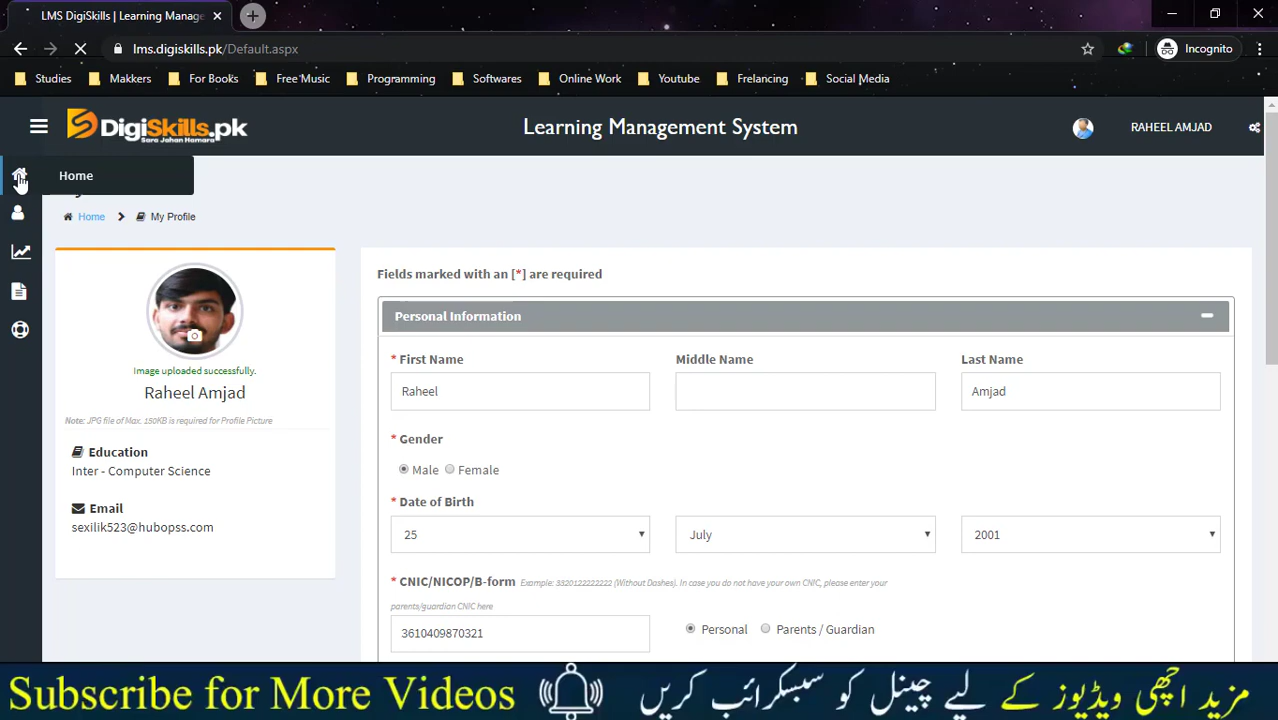 LMS DigiSkills | Learning Manage
lms.digiskills.pk/Default.aspx
Incognito
Studies
Makkers
For Books
Free Music
Programming
Softwares
Online Work
Youtube
Frelancing
Social Media
DigiSkills.pk
Sara Jahan Hamara
Learning Management System
RAHEEL AMJAD
Home
Home
My Profile
Image uploaded successfully.
Raheel Amjad
Note: JPG file of Max. 150KB is required for Profile Picture
Education
Inter - Computer Science
Email
sexilik523@hubopss.com
Fields marked with an [*] are required
Personal Information
* First Name
Middle Name
Last Name
Raheel
Amjad
* Gender
Male
Female
* Date of Birth
25
July
2001
* CNIC/NICOP/B-form Example: 3320122222222 (Without Dashes). In case you do not have your own CNIC, please enter your
parents/guardian CNIC here
3610409870321
Personal
Parents / Guardian
Subscribe for More Videos
مزید اچھی ویڈیوز کے لیے چینل کو سبسکرائب کریں